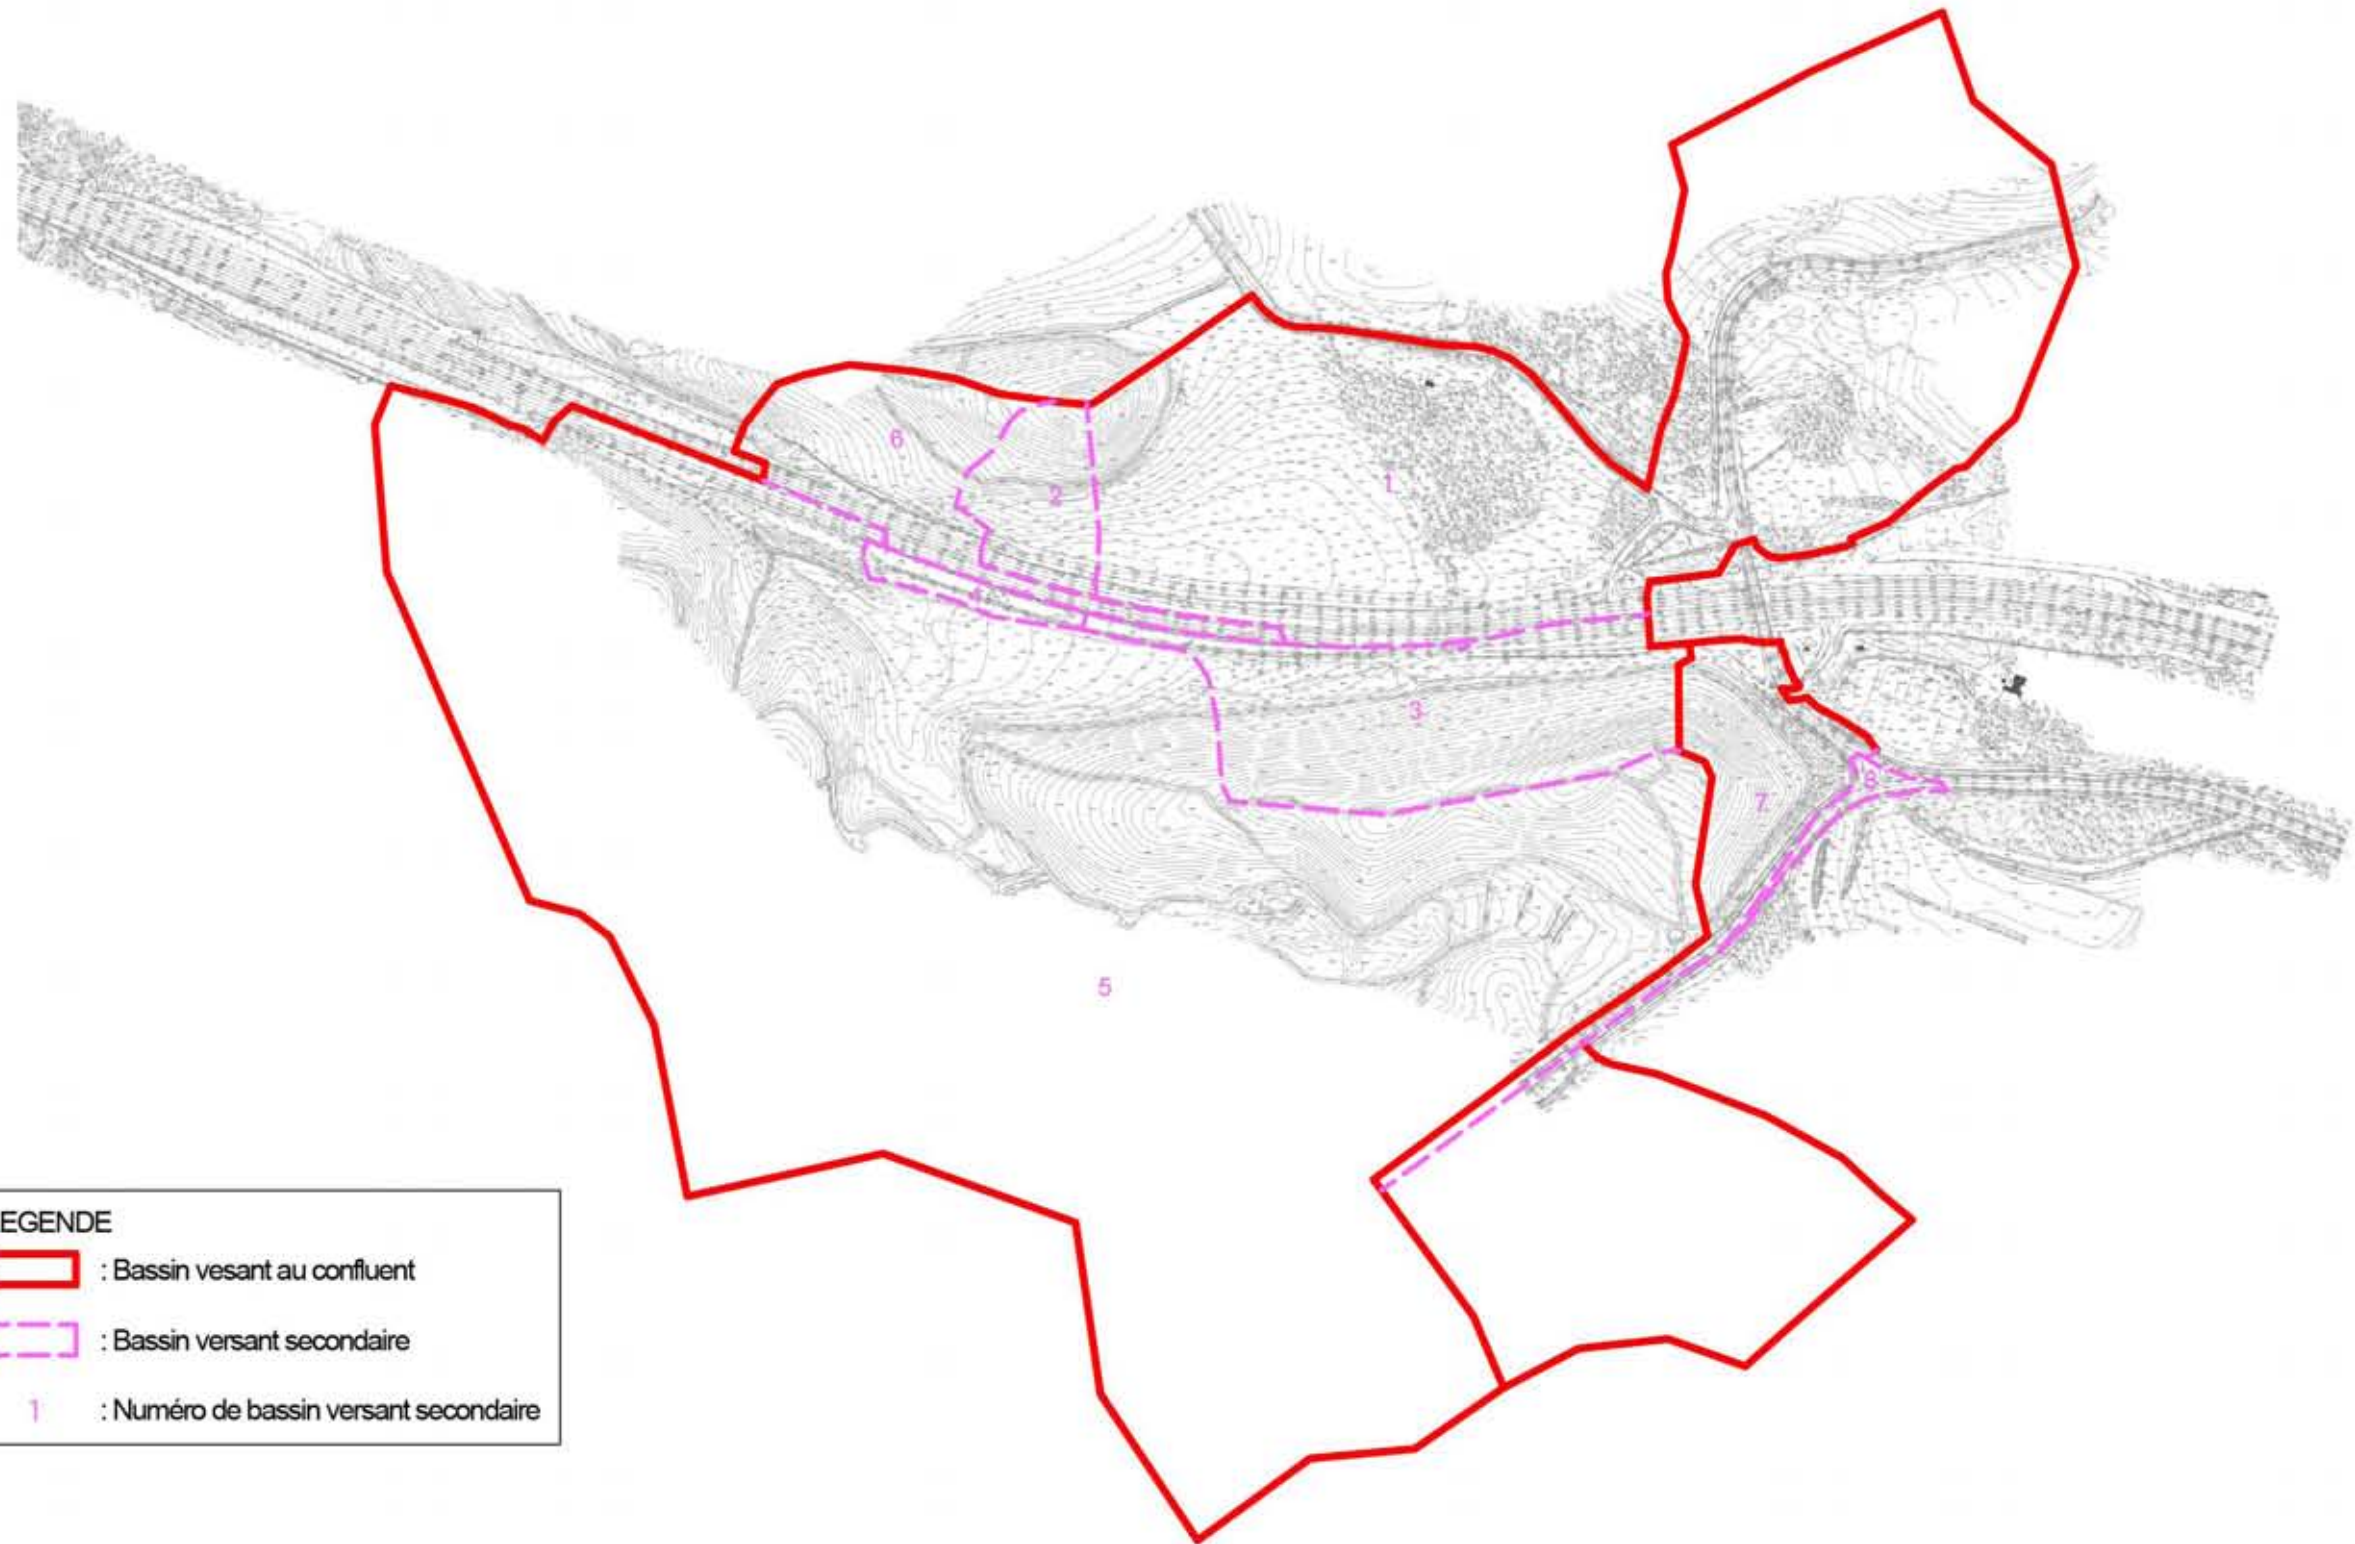 6
2
1
4
3
7
8
5
EGENDE
: Bassin vesant au confluent
: Bassin versant secondaire
1 : Numéro de bassin versant secondaire